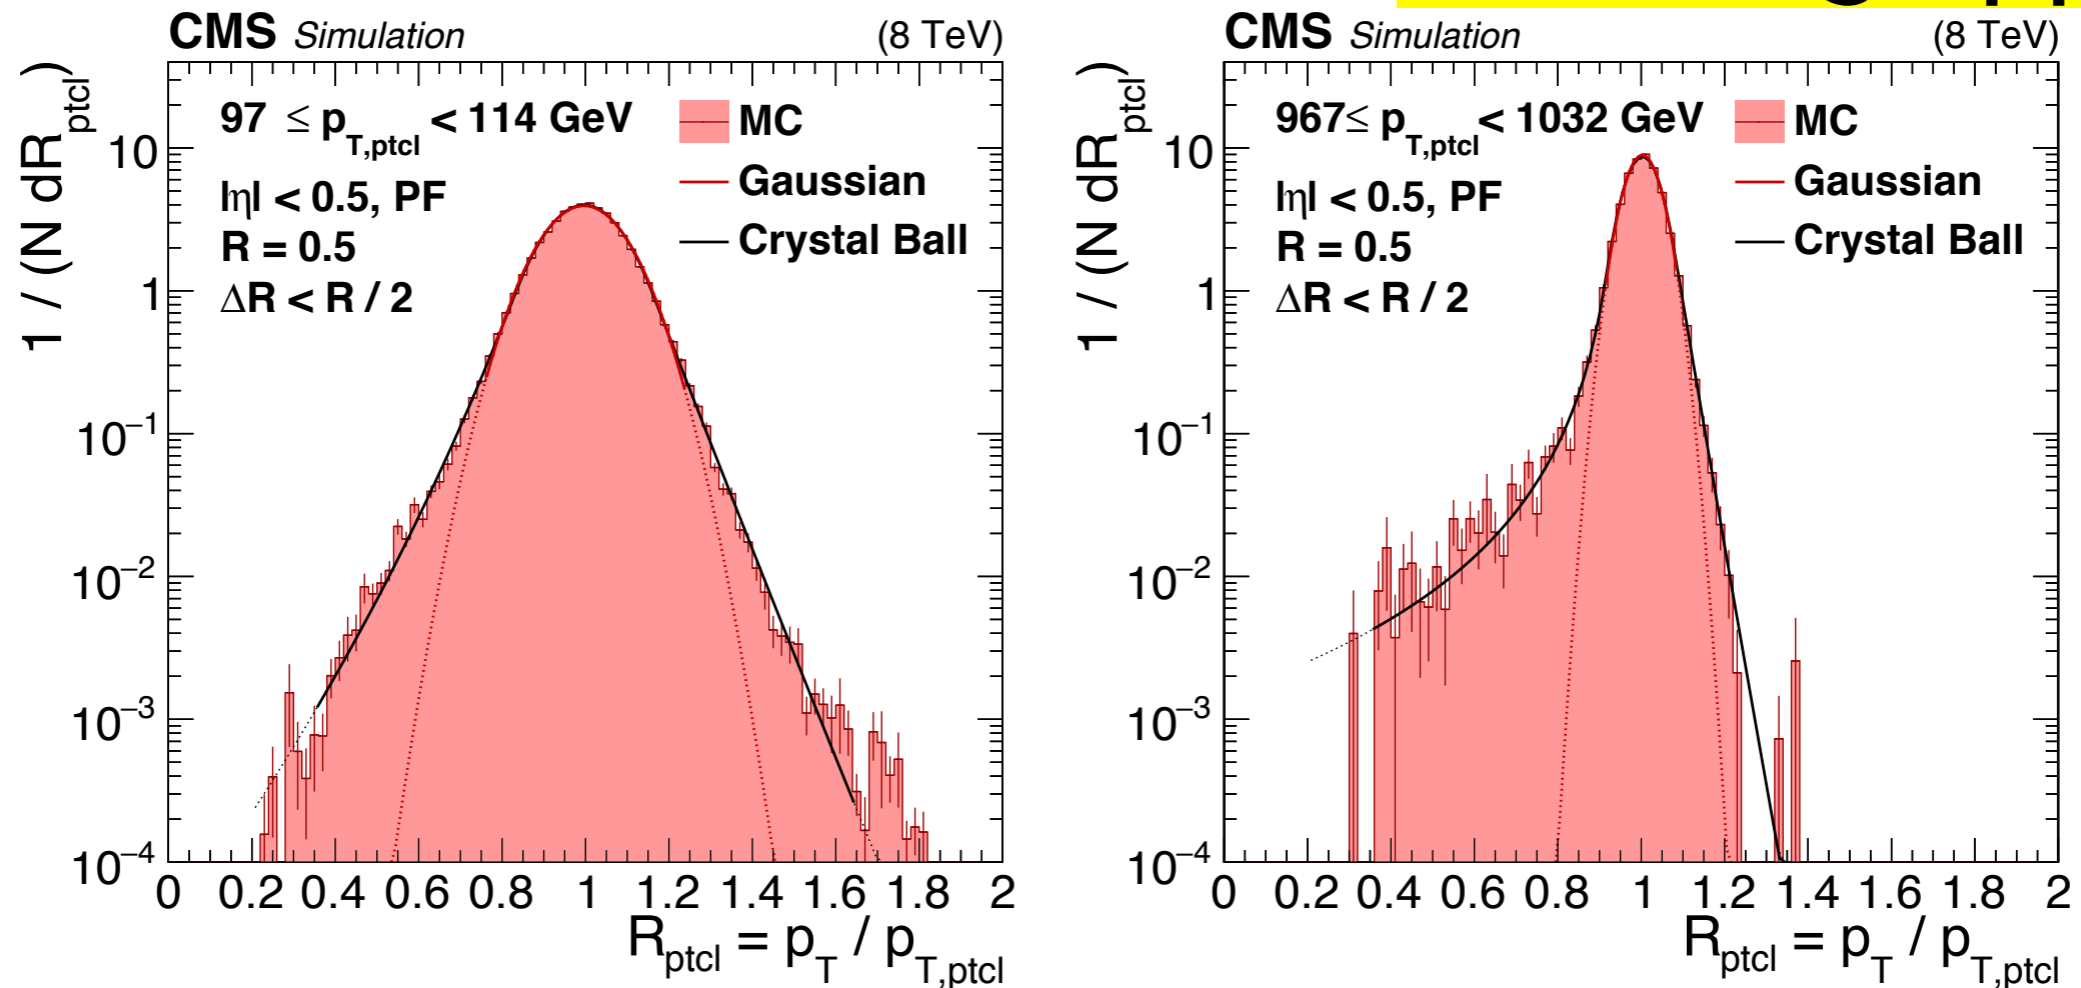 CMS Simulation (8 TeV)
1 / (N dR_ptcl)
97 ≤ p_T,ptcl < 114 GeV
|η| < 0.5, PF
R = 0.5
ΔR < R / 2
MC
Gaussian
Crystal Ball
10
1
10^−1
10^−2
10^−3
10^−4
0 0.2 0.4 0.6 0.8 1 1.2 1.4 1.6 1.8 2
R_ptcl = p_T / p_T,ptcl
CMS Simulation (8 TeV)
1 / (N dR_ptcl)
967≤ p_T,ptcl < 1032 GeV
|η| < 0.5, PF
R = 0.5
ΔR < R / 2
MC
Gaussian
Crystal Ball
10
1
10^−1
10^−2
10^−3
10^−4
0 0.2 0.4 0.6 0.8 1 1.2 1.4 1.6 1.8 2
R_ptcl = p_T / p_T,ptcl